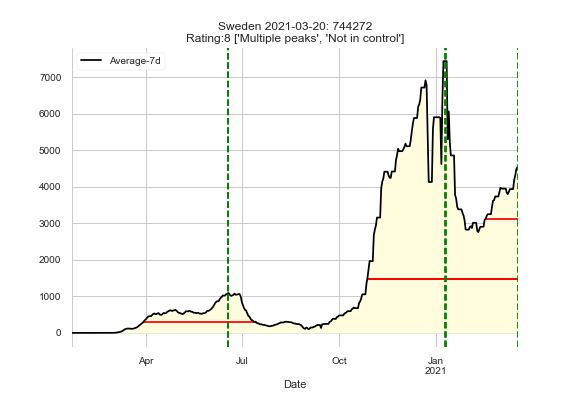 Sweden 2021-03-20: 744272
Rating:8 ['Multiple peaks', 'Not in control']
Average-7d
7000
6000
5000
4000
3000
2000
1000
0
Apr
Jul
Oct
Jan
2021
Date